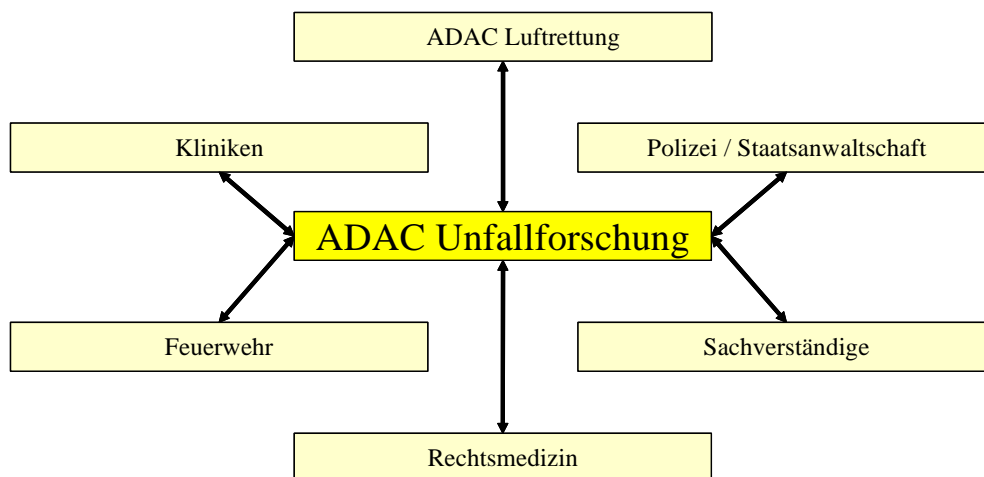 ADAC Luftrettung
Kliniken
Polizei / Staatsanwaltschaft
ADAC Unfallforschung
Feuerwehr
Sachverständige
Rechtsmedizin